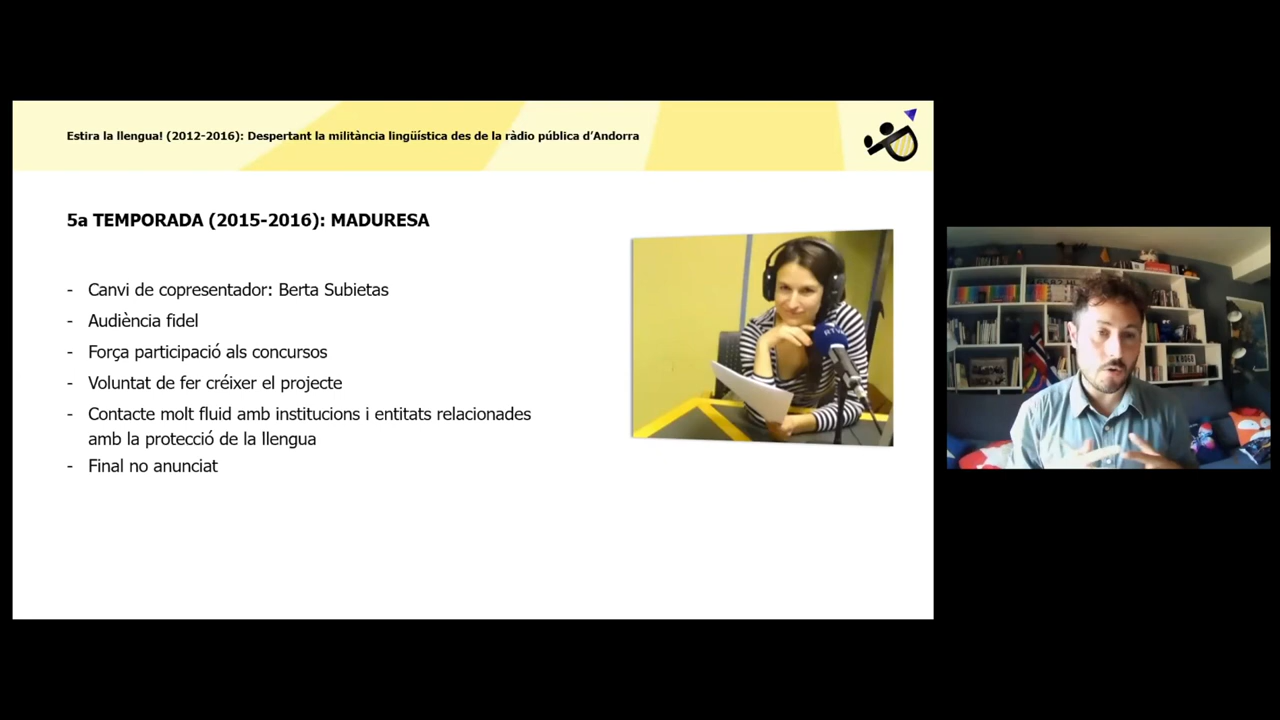 Estira la llengua! (2012-2016): Despertant la militància lingüística des de la ràdio pública d’Andorra
5a TEMPORADA (2015-2016): MADURESA
- Canvi de copresentador: Berta Subietas
- Audiència fidel
- Força participació als concursos
- Voluntat de fer créixer el projecte
- Contacte molt fluid amb institucions i entitats relacionades
amb la protecció de la llengua
- Final no anunciat